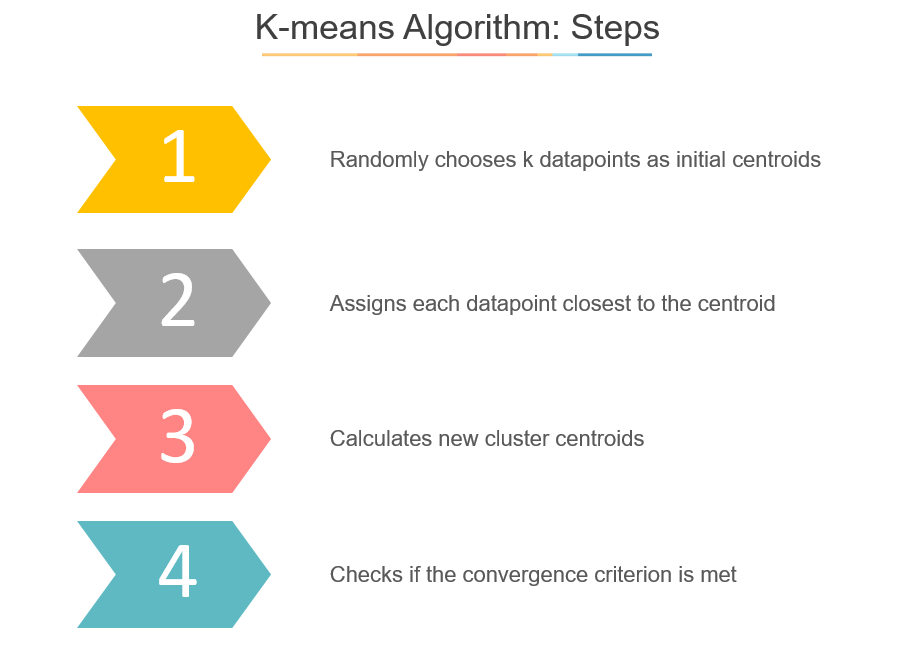 K-means Algorithm: Steps
1
Randomly chooses k datapoints as initial centroids
2
Assigns each datapoint closest to the centroid
3
Calculates new cluster centroids
4
Checks if the convergence criterion is met